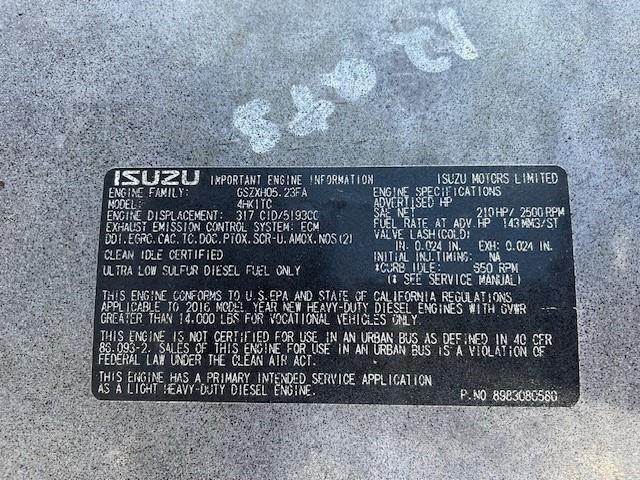 ISUZU IMPORTANT ENGINE INFORMATION ISUZU MOTORS LIMITED
ENGINE FAMILY: GSZXH05.23FA
MODEL: 4HK1TC
ENGINE DISPLACEMENT: 317 CID/5193CC
EXHAUST EMISSION CONTROL SYSTEM: ECM
DDI.EGRC.CAC.TC.DOC.PTOX.SCR-U.AMOX.NOS(2)
CLEAN IDLE CERTIFIED
ULTRA LOW SULFUR DIESEL FUEL ONLY
ENGINE SPECIFICATIONS
ADVERTISED HP
SAE NET 210HP/2500RPM
FUEL RATE AT ADV.HP 143MM3/ST
VALVE LASH(COLD)
IN: 0.024 IN. EXH: 0.024 IN.
INITIAL INJ.TIMING: NA
*CURB IDLE: 550 RPM
(* SEE SERVICE MANUAL)
THIS ENGINE CONFORMS TO U.S.EPA AND STATE OF CALIFORNIA REGULATIONS
APPLICABLE TO 2016 MODEL YEAR NEW HEAVY-DUTY DIESEL ENGINES WITH GVWR
GREATER THAN 14,000 LBS FOR VOCATIONAL VEHICLES ONLY.
THIS ENGINE IS NOT CERTIFIED FOR USE IN AN URBAN BUS AS DEFINED IN 40 CFR
86.093-2. SALES OF THIS ENGINE FOR USE IN AN URBAN BUS IS A VIOLATION OF
FEDERAL LAW UNDER THE CLEAN AIR ACT.
THIS ENGINE HAS A PRIMARY INTENDED SERVICE APPLICATION
AS A LIGHT HEAVY-DUTY DIESEL ENGINE.
P.NO 8983080580